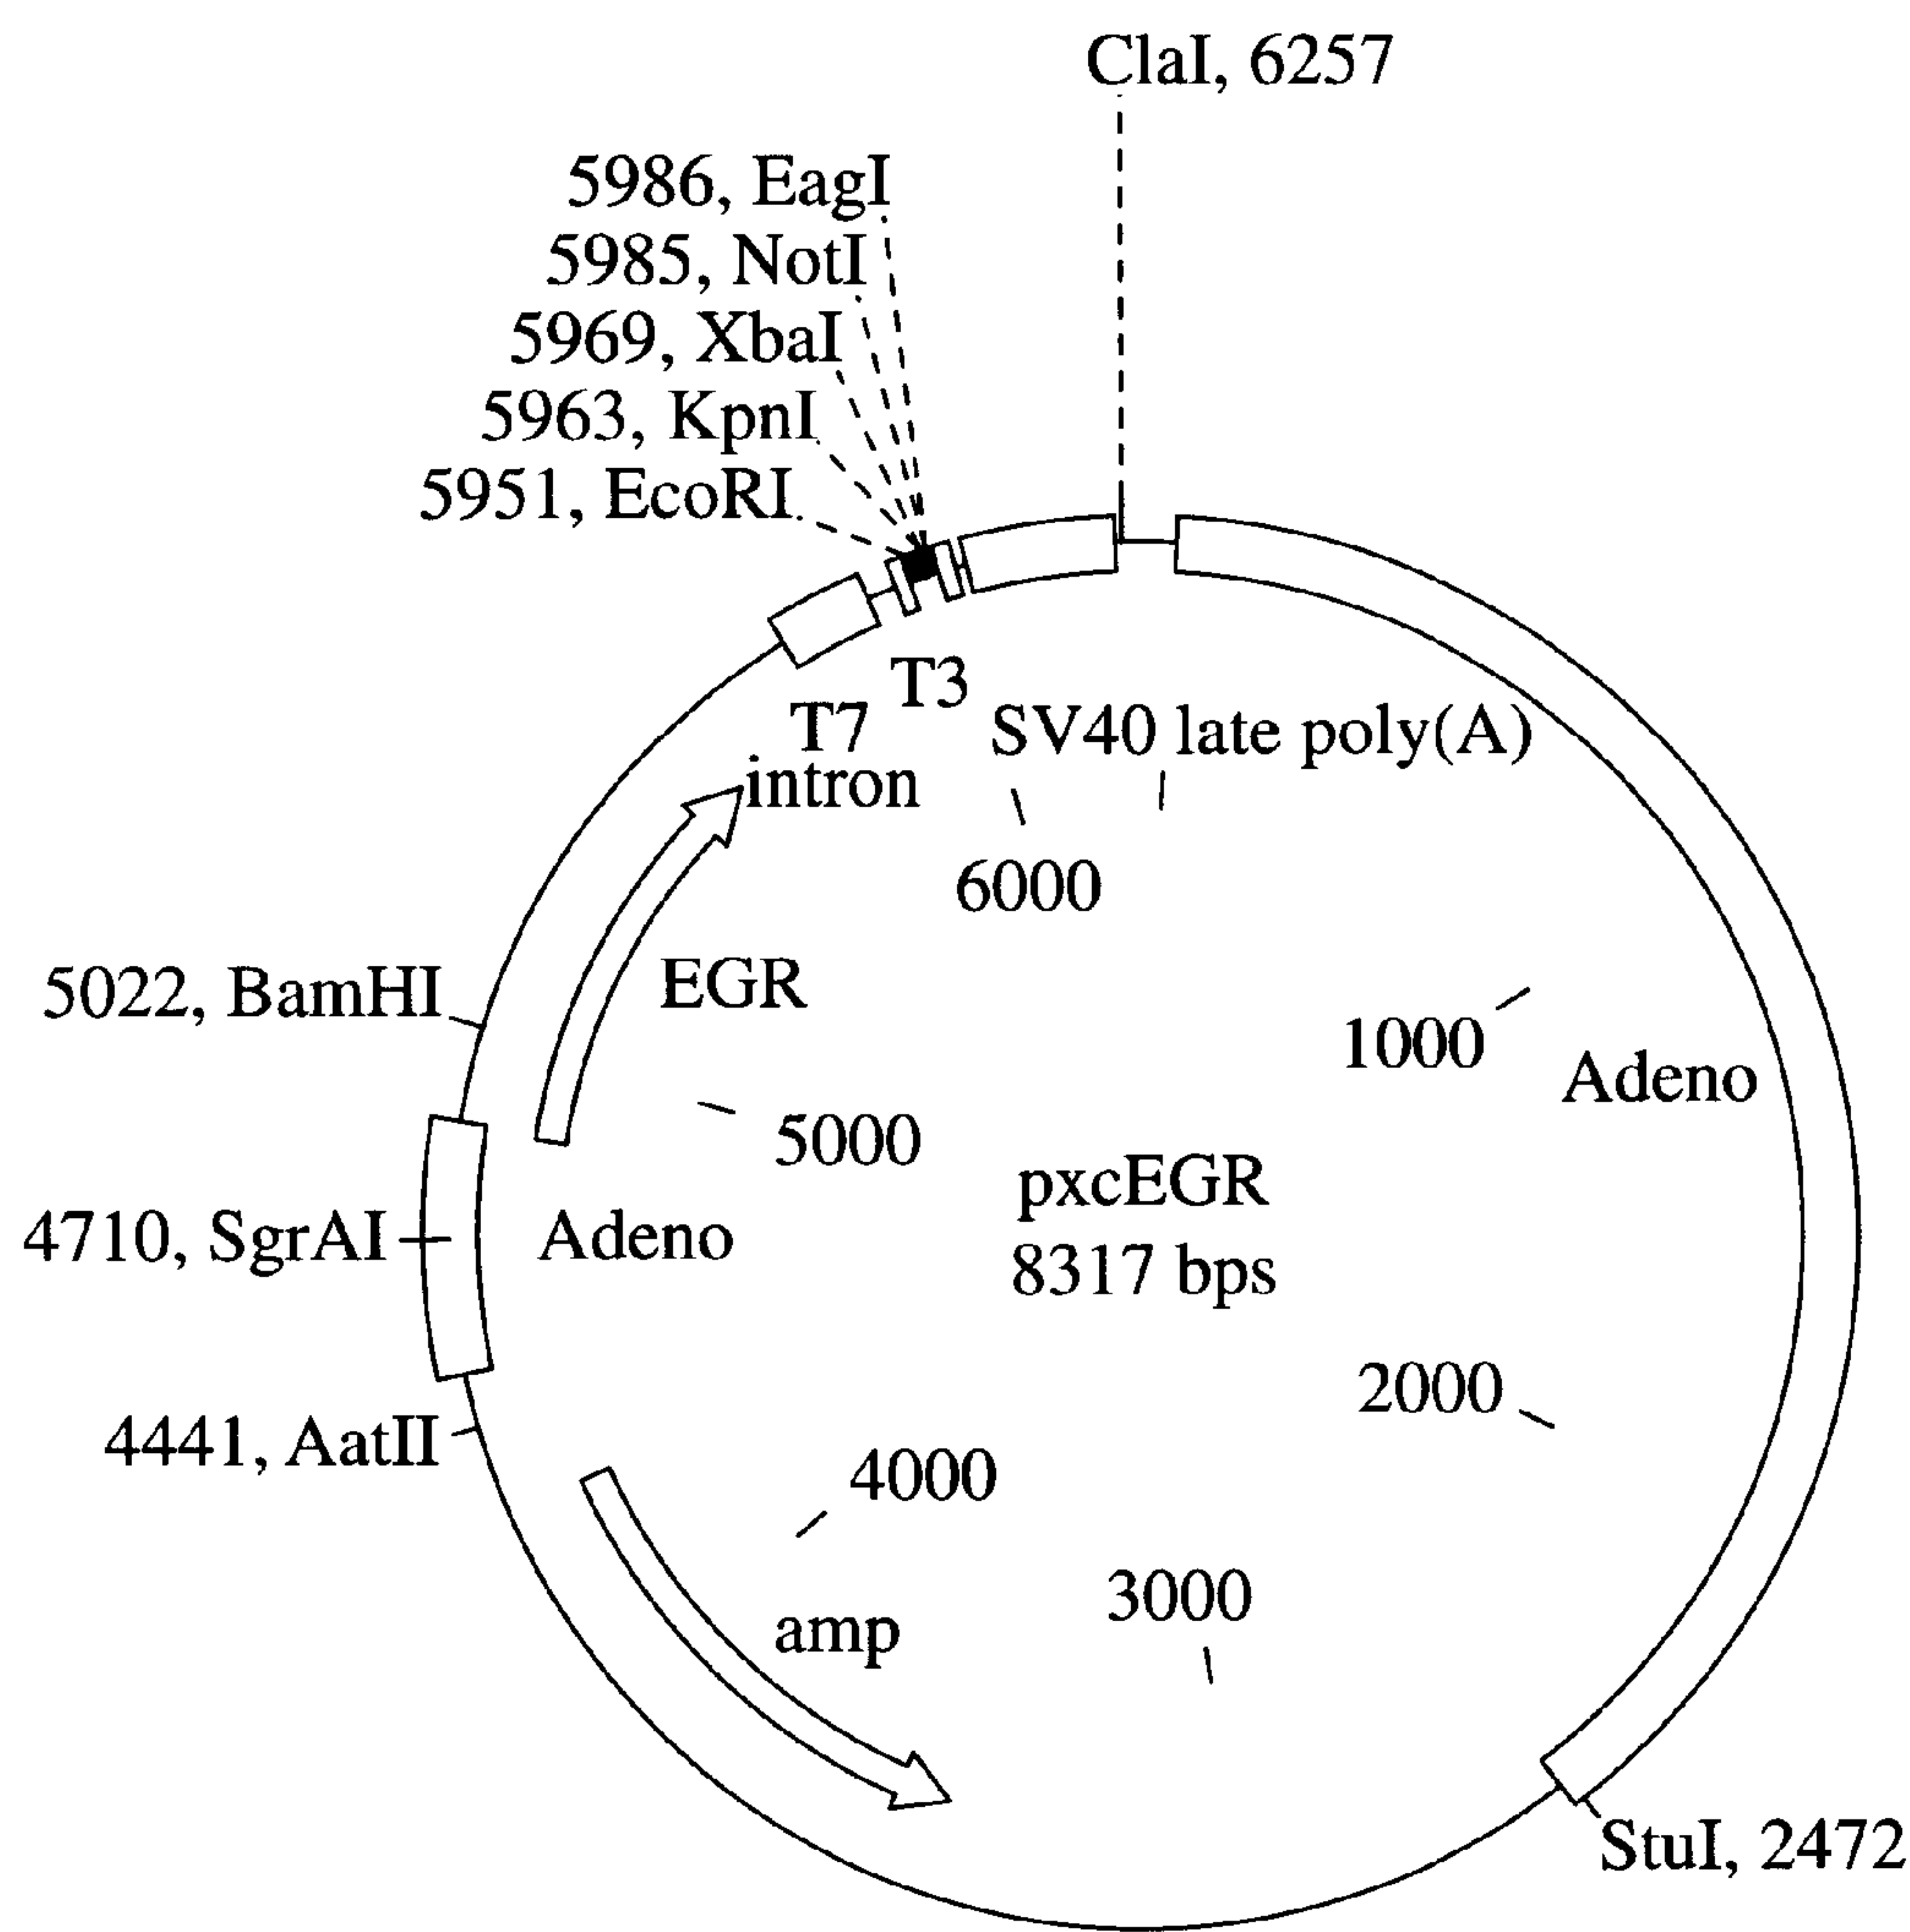 ClaI, 6257
5986, EagI
5985, NotI
5969, XbaI
5963, KpnI
5951, EcoRI
T3
T7
SV40 late poly(A)
intron
6000
EGR
5022, BamHI
1000
Adeno
5000
pxcEGR
4710, SgrAI
Adeno
8317 bps
2000
4441, AatII
4000
3000
amp
StuI, 2472